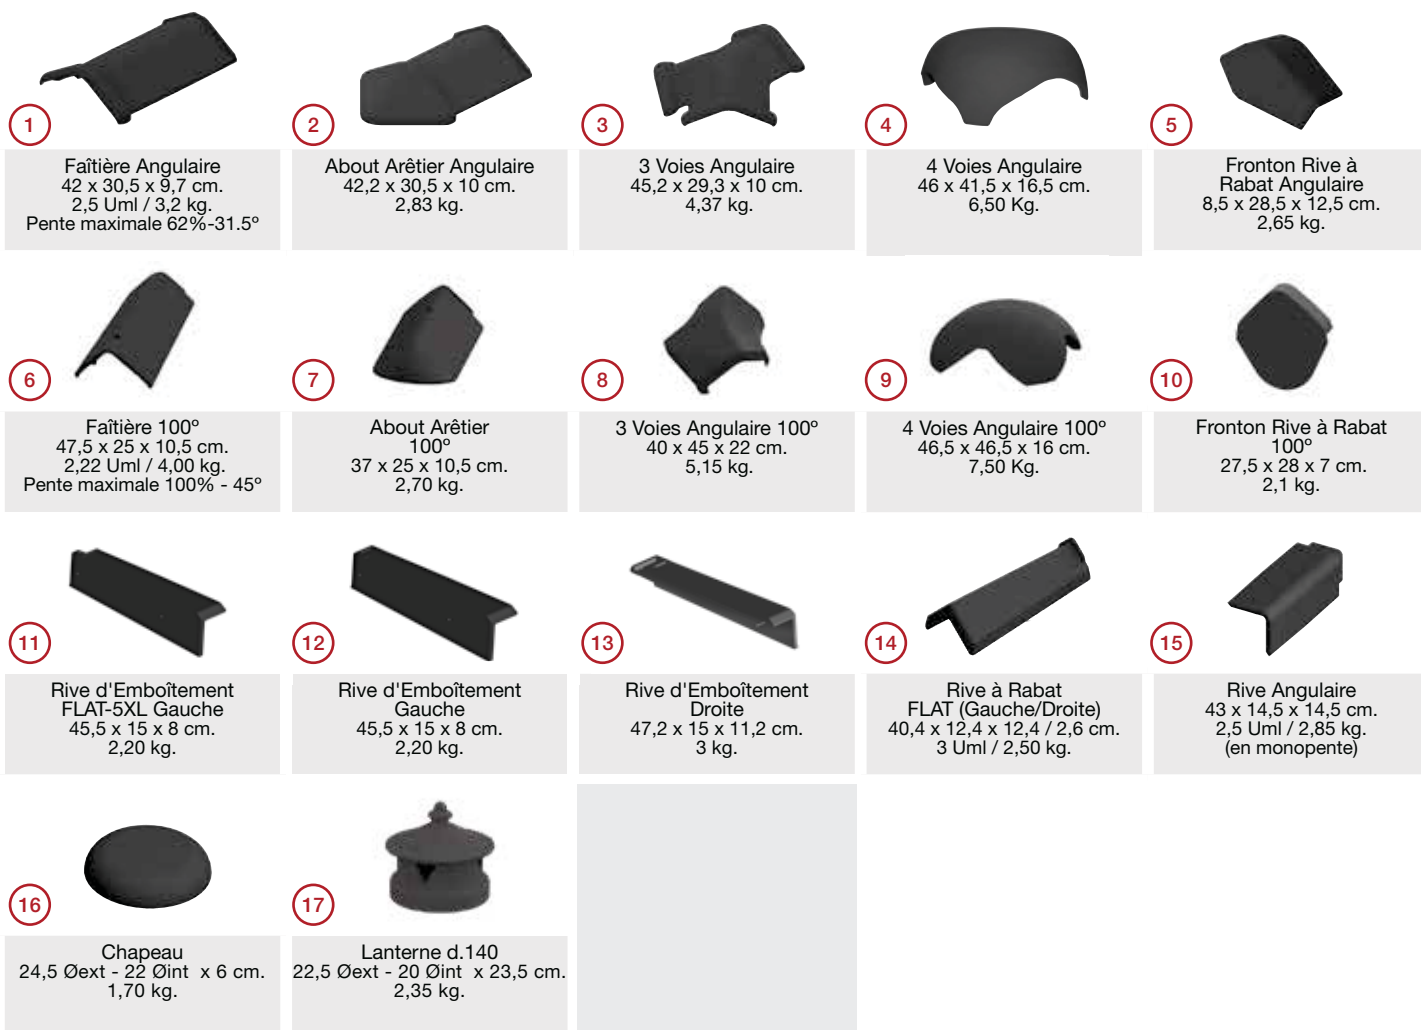 1
Faîtière Angulaire
42 x 30,5 x 9,7 cm.
2,5 Uml / 3,2 kg.
Pente maximale 62%-31.5º
2
About Arêtier Angulaire
42,2 x 30,5 x 10 cm.
2,83 kg.
3
3 Voies Angulaire
45,2 x 29,3 x 10 cm.
4,37 kg.
4
4 Voies Angulaire
46 x 41,5 x 16,5 cm.
6,50 Kg.
5
Fronton Rive à
Rabat Angulaire
8,5 x 28,5 x 12,5 cm.
2,65 kg.
6
Faîtière 100º
47,5 x 25 x 10,5 cm.
2,22 Uml / 4,00 kg.
Pente maximale 100% - 45º
7
About Arêtier
100º
37 x 25 x 10,5 cm.
2,70 kg.
8
3 Voies Angulaire 100º
40 x 45 x 22 cm.
5,15 kg.
9
4 Voies Angulaire 100º
46,5 x 46,5 x 16 cm.
7,50 Kg.
10
Fronton Rive à Rabat
100º
27,5 x 28 x 7 cm.
2,1 kg.
11
Rive d'Emboîtement
FLAT-5XL Gauche
45,5 x 15 x 8 cm.
2,20 kg.
12
Rive d'Emboîtement
Gauche
45,5 x 15 x 8 cm.
2,20 kg.
13
Rive d'Emboîtement
Droite
47,2 x 15 x 11,2 cm.
3 kg.
14
Rive à Rabat
FLAT (Gauche/Droite)
40,4 x 12,4 x 12,4 / 2,6 cm.
3 Uml / 2,50 kg.
15
Rive Angulaire
43 x 14,5 x 14,5 cm.
2,5 Uml / 2,85 kg.
(en monopente)
16
Chapeau
24,5 Øext - 22 Øint  x 6 cm.
1,70 kg.
17
Lanterne d.140
22,5 Øext - 20 Øint  x 23,5 cm.
2,35 kg.